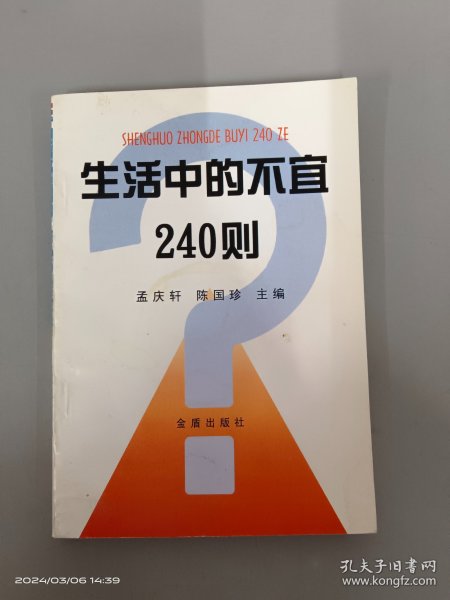 SHENGHUO ZHONGDE BUYI 240 ZE
生活中的不宜
240则
孟庆轩 陈国珍 主编
金盾出版社
2024/03/06 14:39
孔夫子旧书网
www.kongfz.com